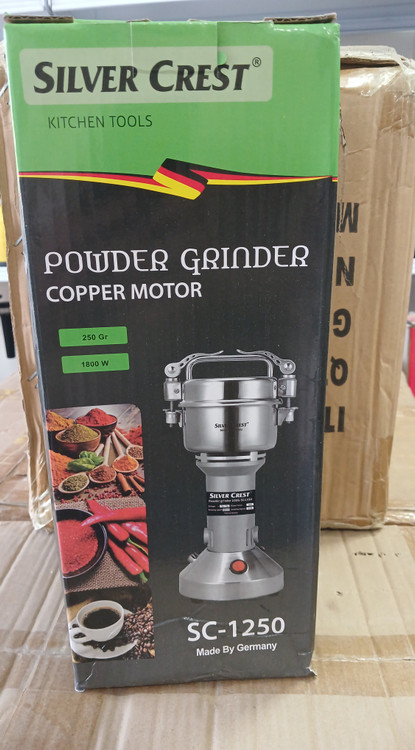 SILVER CREST®
KITCHEN TOOLS
POWDER GRINDER
COPPER MOTOR
250 Gr
1800 W
SILVER CREST
SILVER CREST
SC-1250
Made By Germany